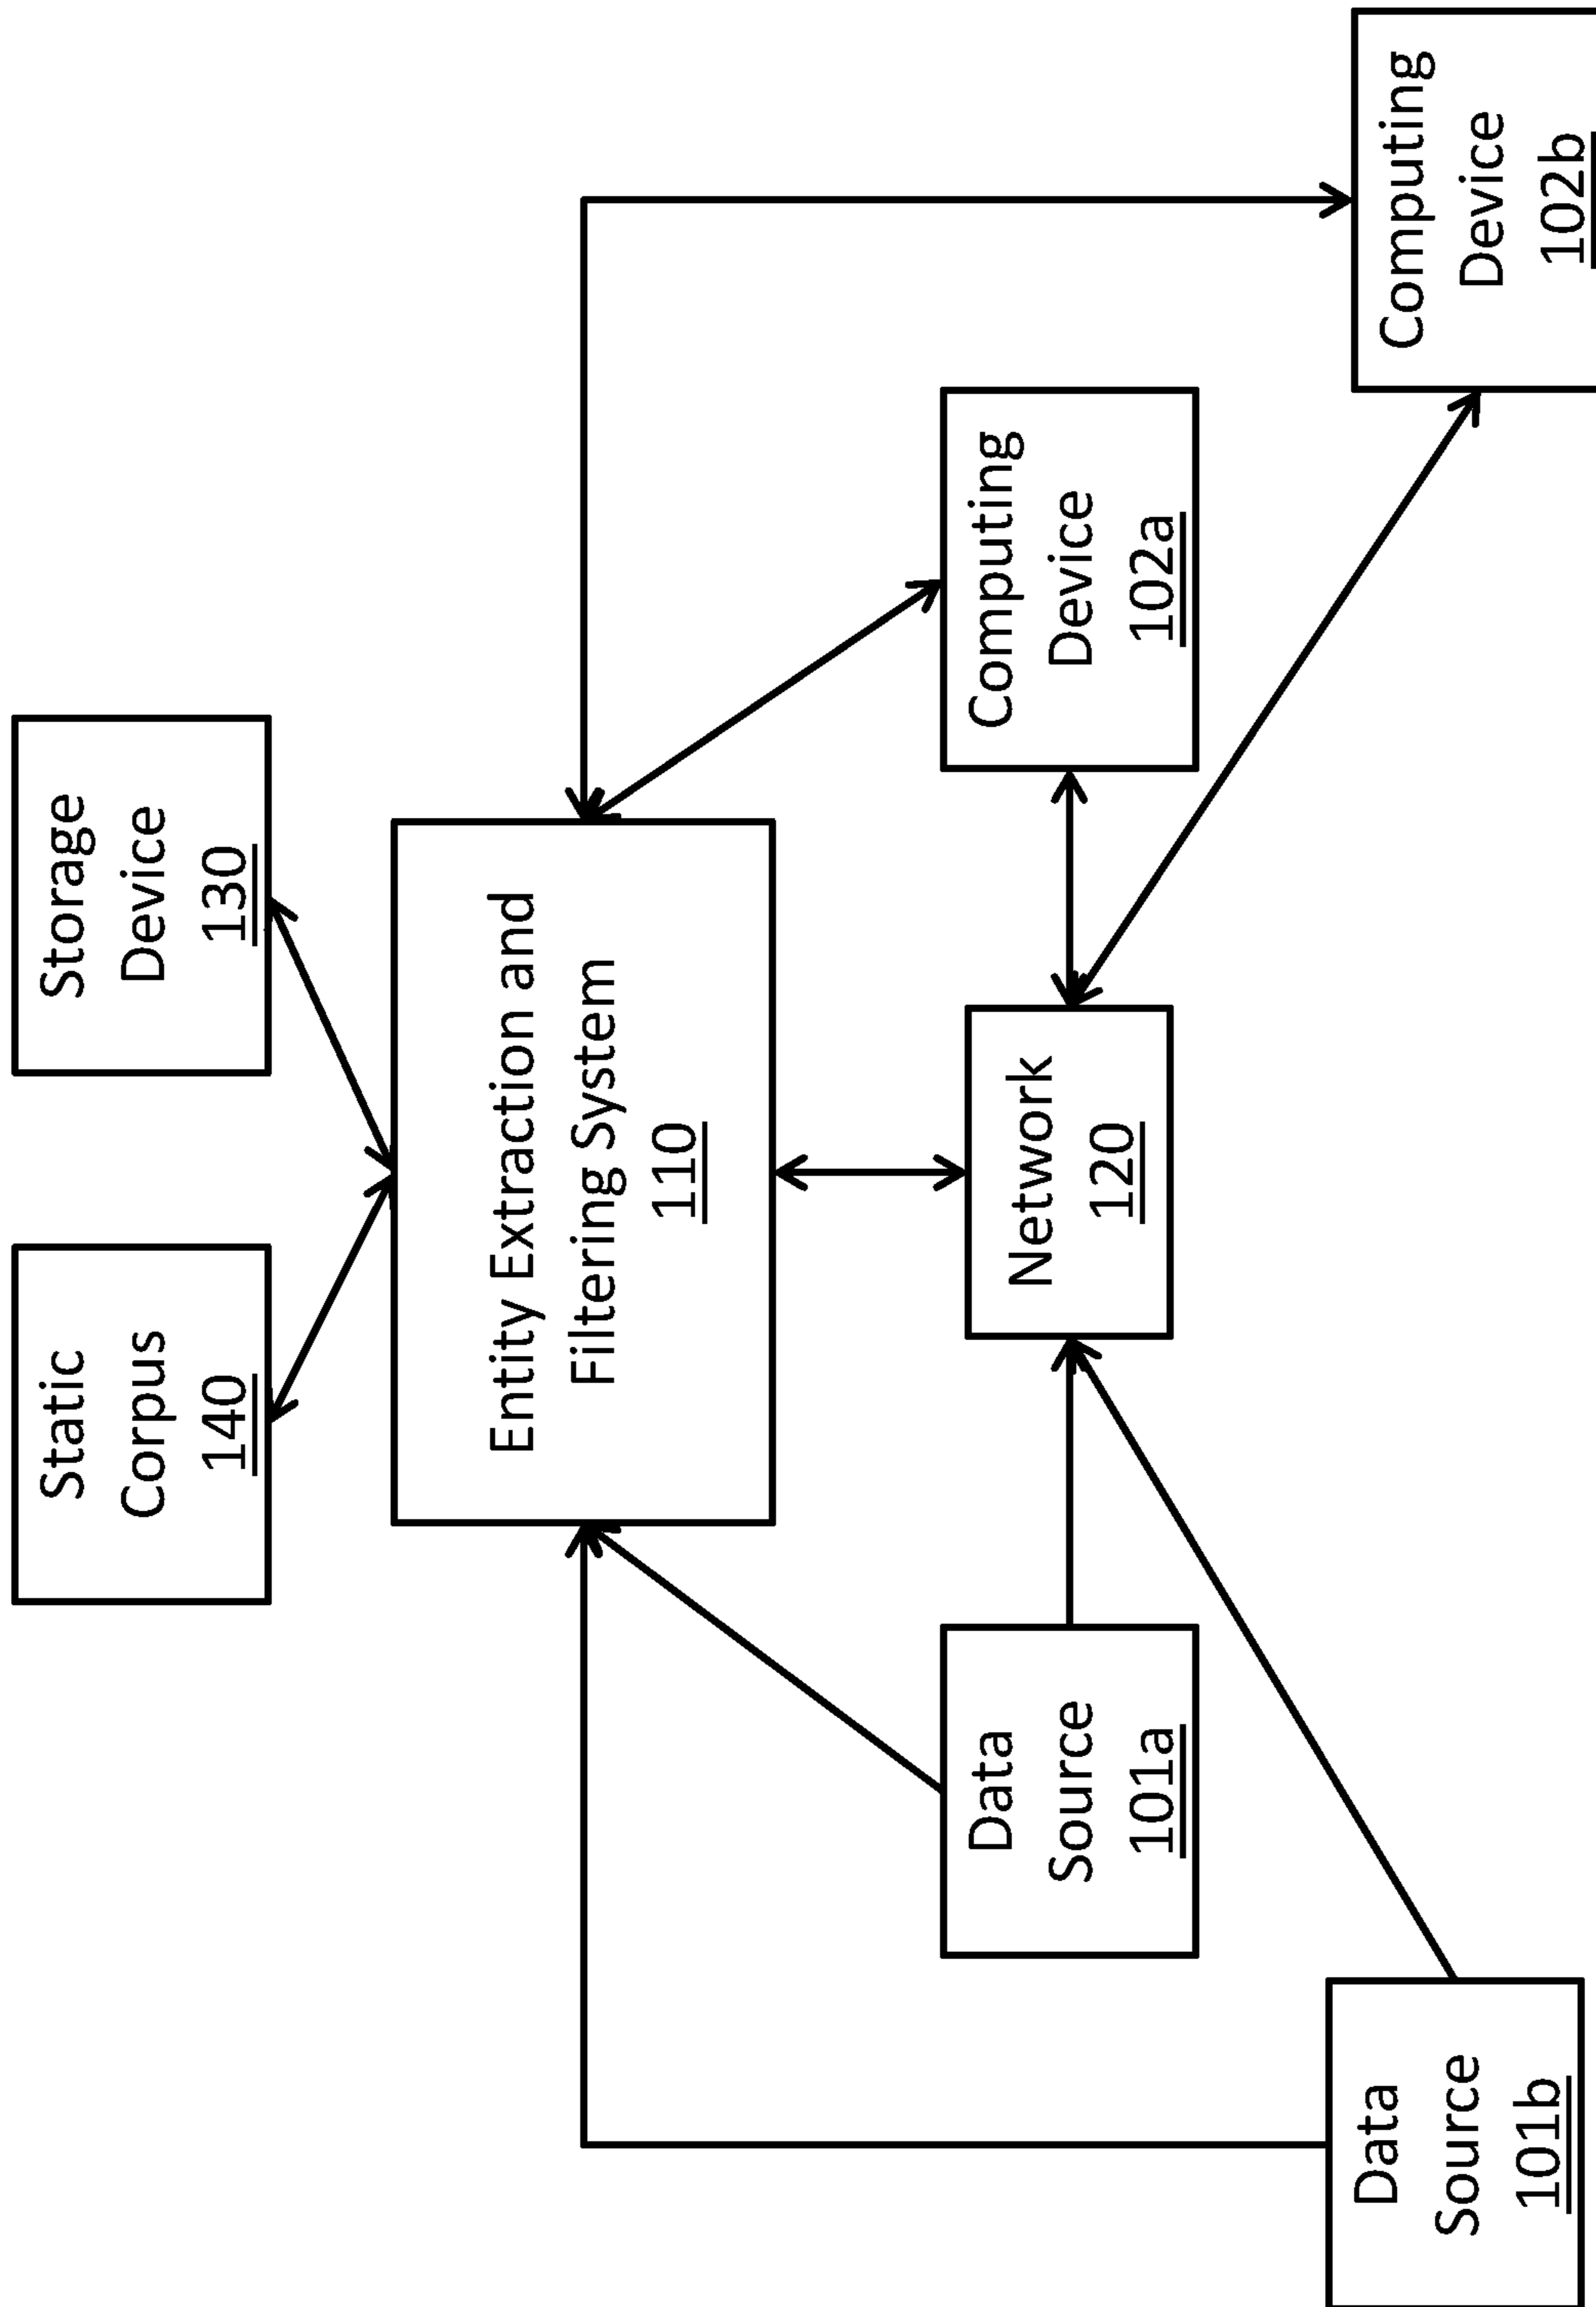 Static
Corpus
140
Storage
Device
130
Entity Extraction and
Filtering System
110
Data
Source
101a
Network
120
Computing
Device
102a
Data
Source
101b
Computing
Device
102b